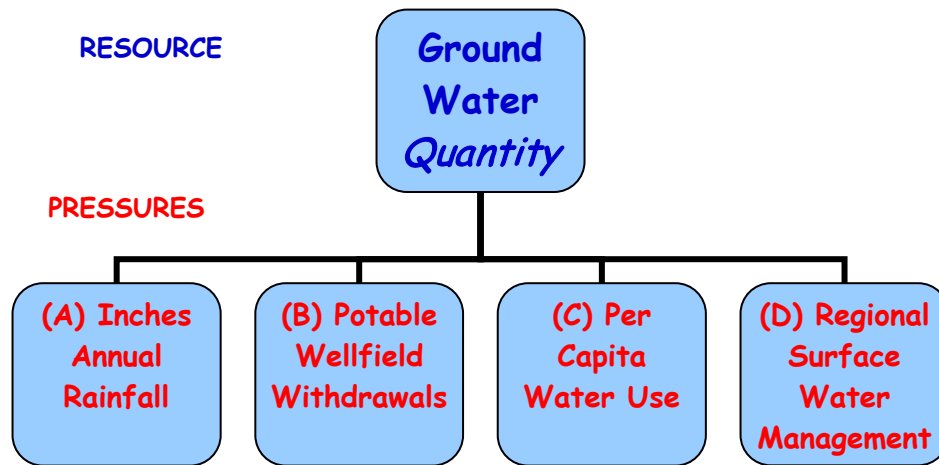 RESOURCE
Ground
Water
Quantity
PRESSURES
(A) Inches
Annual
Rainfall
(B) Potable
Wellfield
Withdrawals
(C) Per
Capita
Water Use
(D) Regional
Surface
Water
Management